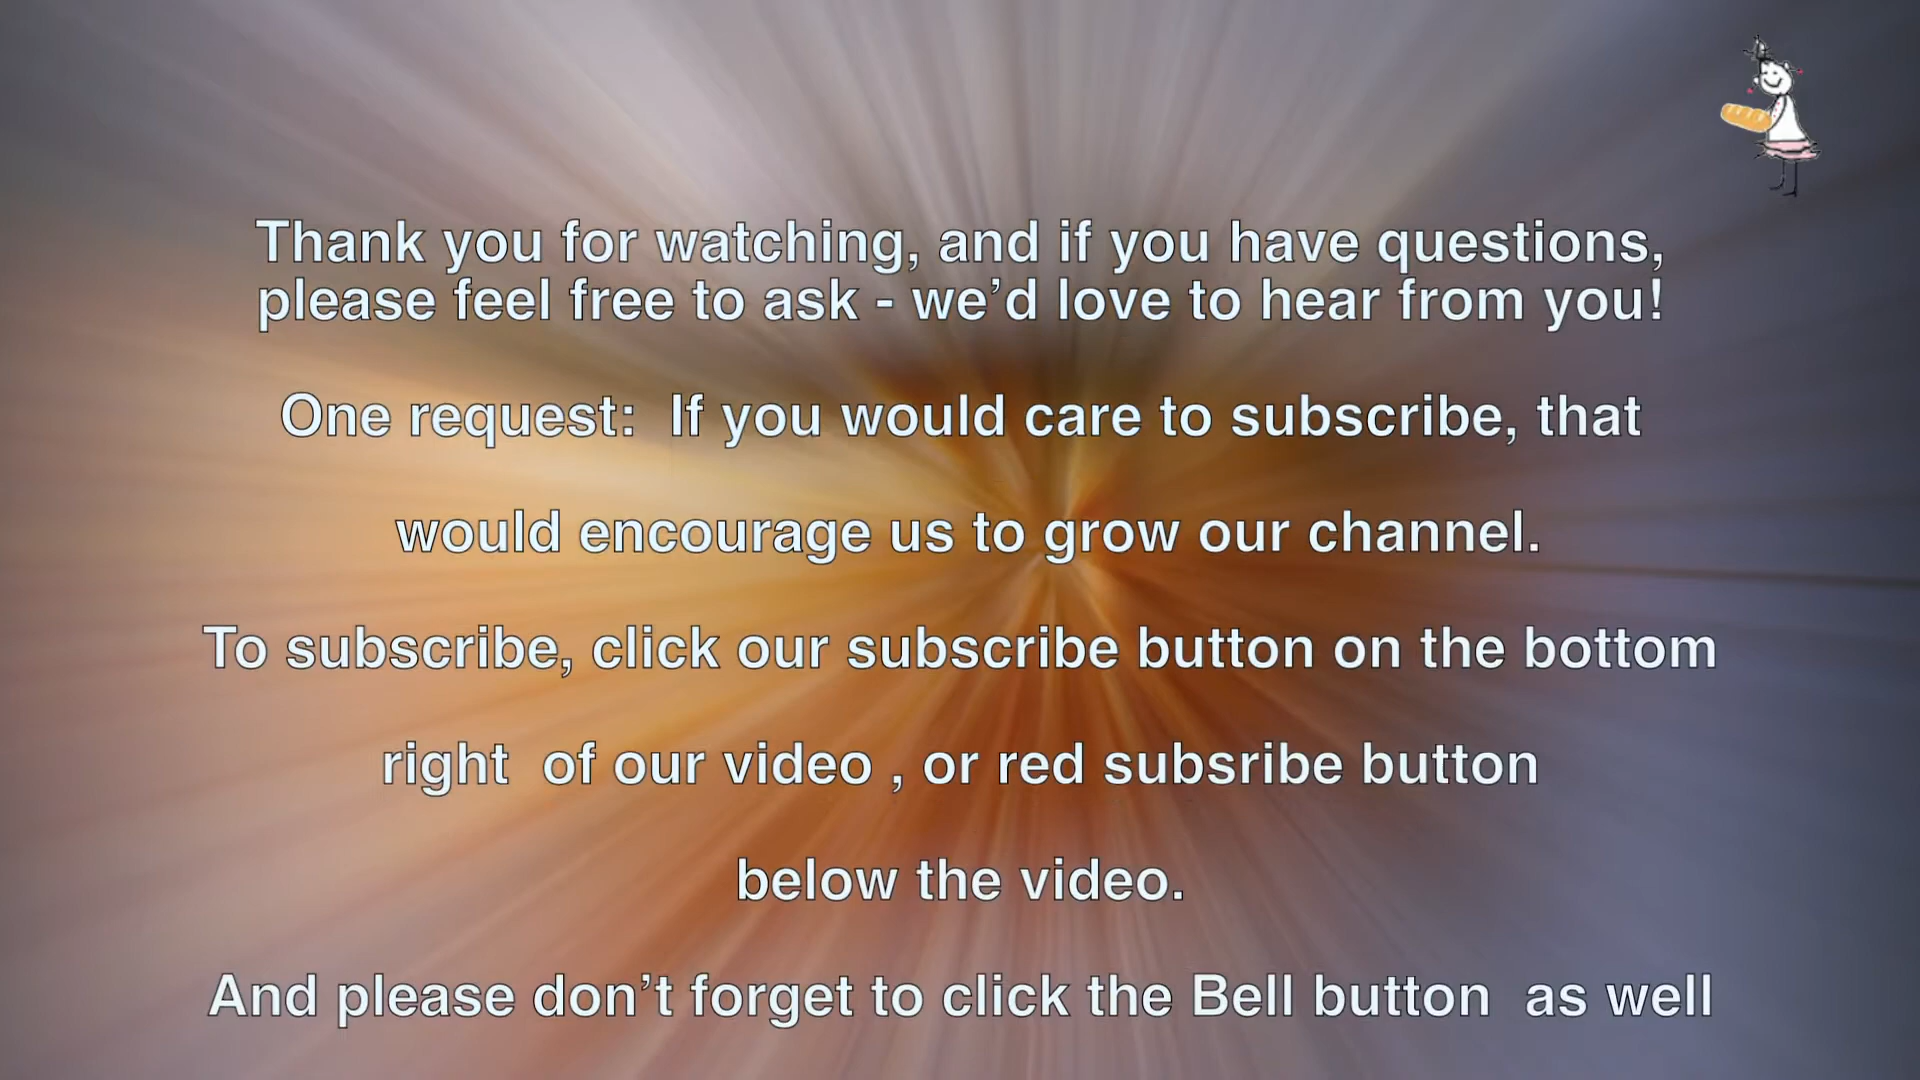 Thank you for watching, and if you have questions,
please feel free to ask - we’d love to hear from you!
One request:  If you would care to subscribe, that
would encourage us to grow our channel.
To subscribe, click our subscribe button on the bottom
right  of our video , or red subsribe button
below the video.
And please don’t forget to click the Bell button  as well